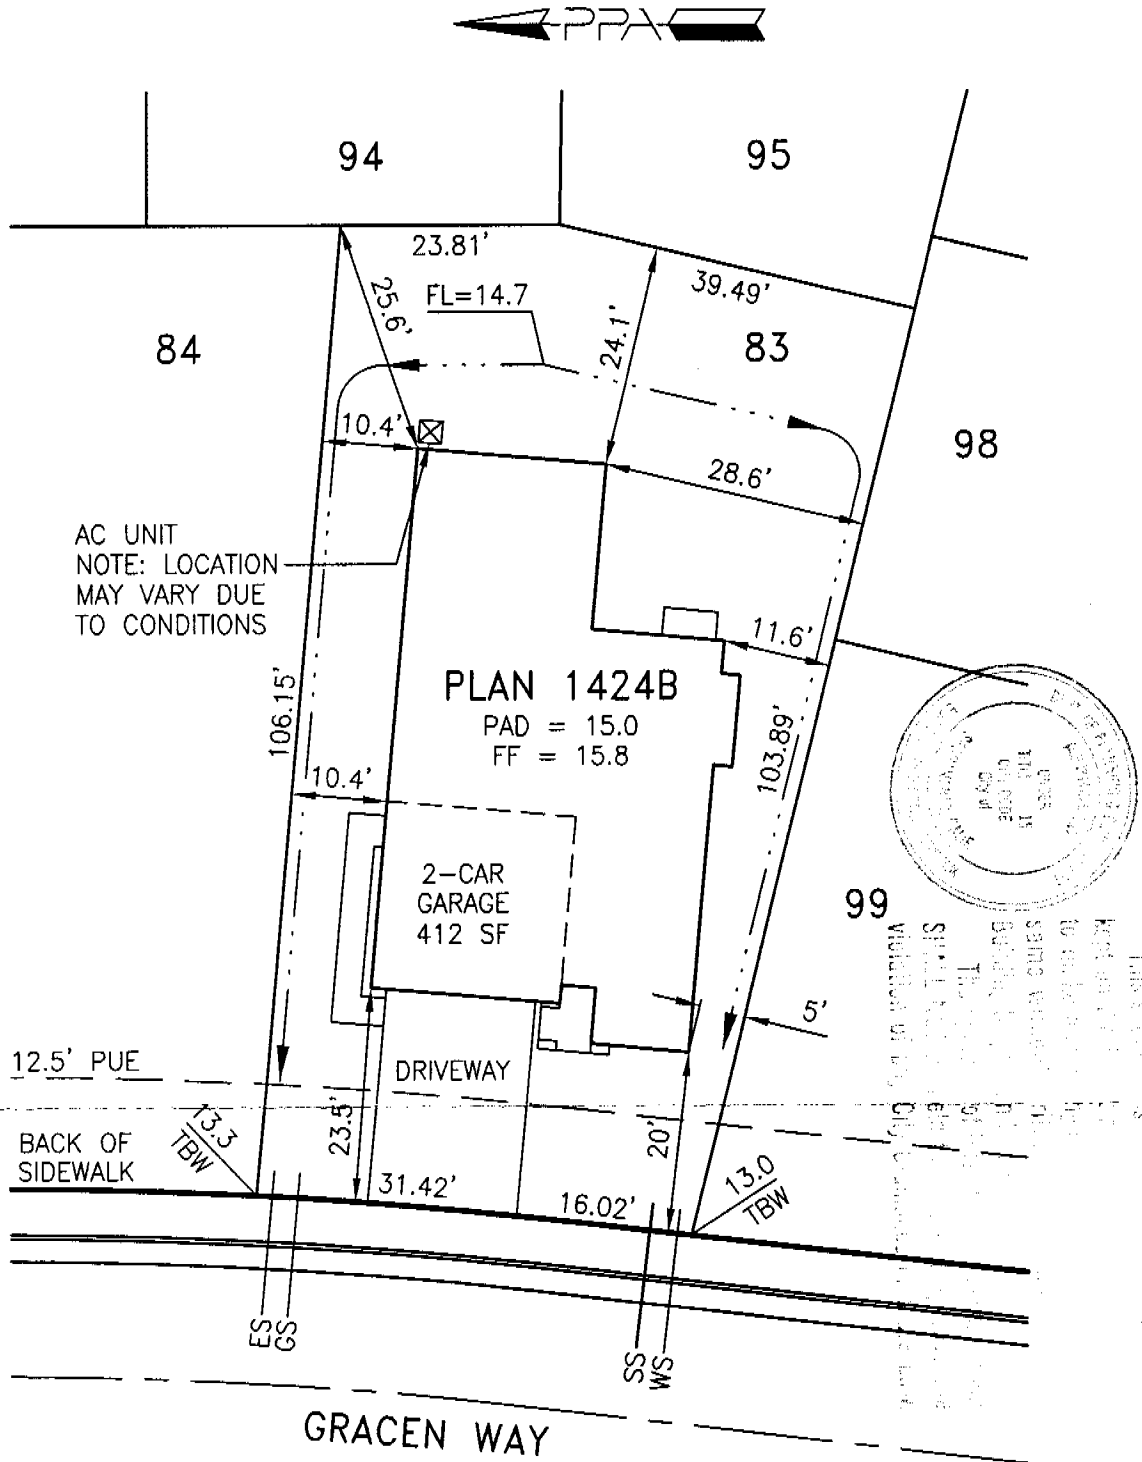 PPA
94
95
23.81'
39.49'
25.6'
FL=14.7
24.1'
84
83
98
10.4'
28.6'
AC UNIT
NOTE: LOCATION
MAY VARY DUE
TO CONDITIONS
11.6'
PLAN 1424B
PAD = 15.0
FF = 15.8
106.15'
103.89'
10.4'
2-CAR
GARAGE
412 SF
99
5'
12.5' PUE
DRIVEWAY
13.3
TBW
23.5'
20'
BACK OF
SIDEWALK
31.42'
16.02'
13.0
TBW
ES
GS
SS
WS
GRACEN WAY